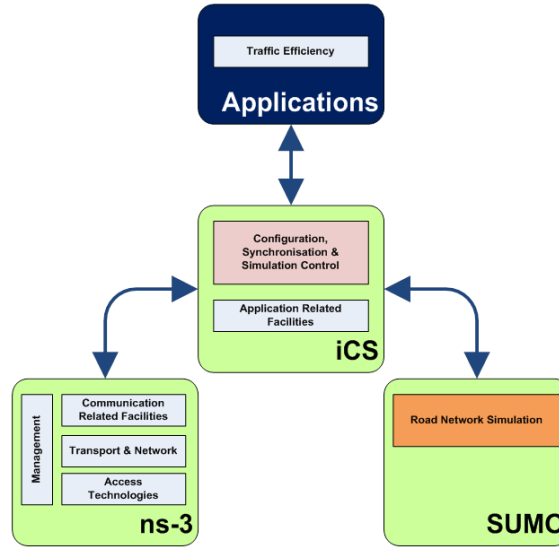 Traffic Efficiency
Applications
Configuration,
Synchronisation &
Simulation Control
Application Related
Facilities
iCS
Management
Communication
Related Facilities
Transport & Network
Access
Technologies
ns-3
Road Network Simulation
SUMO